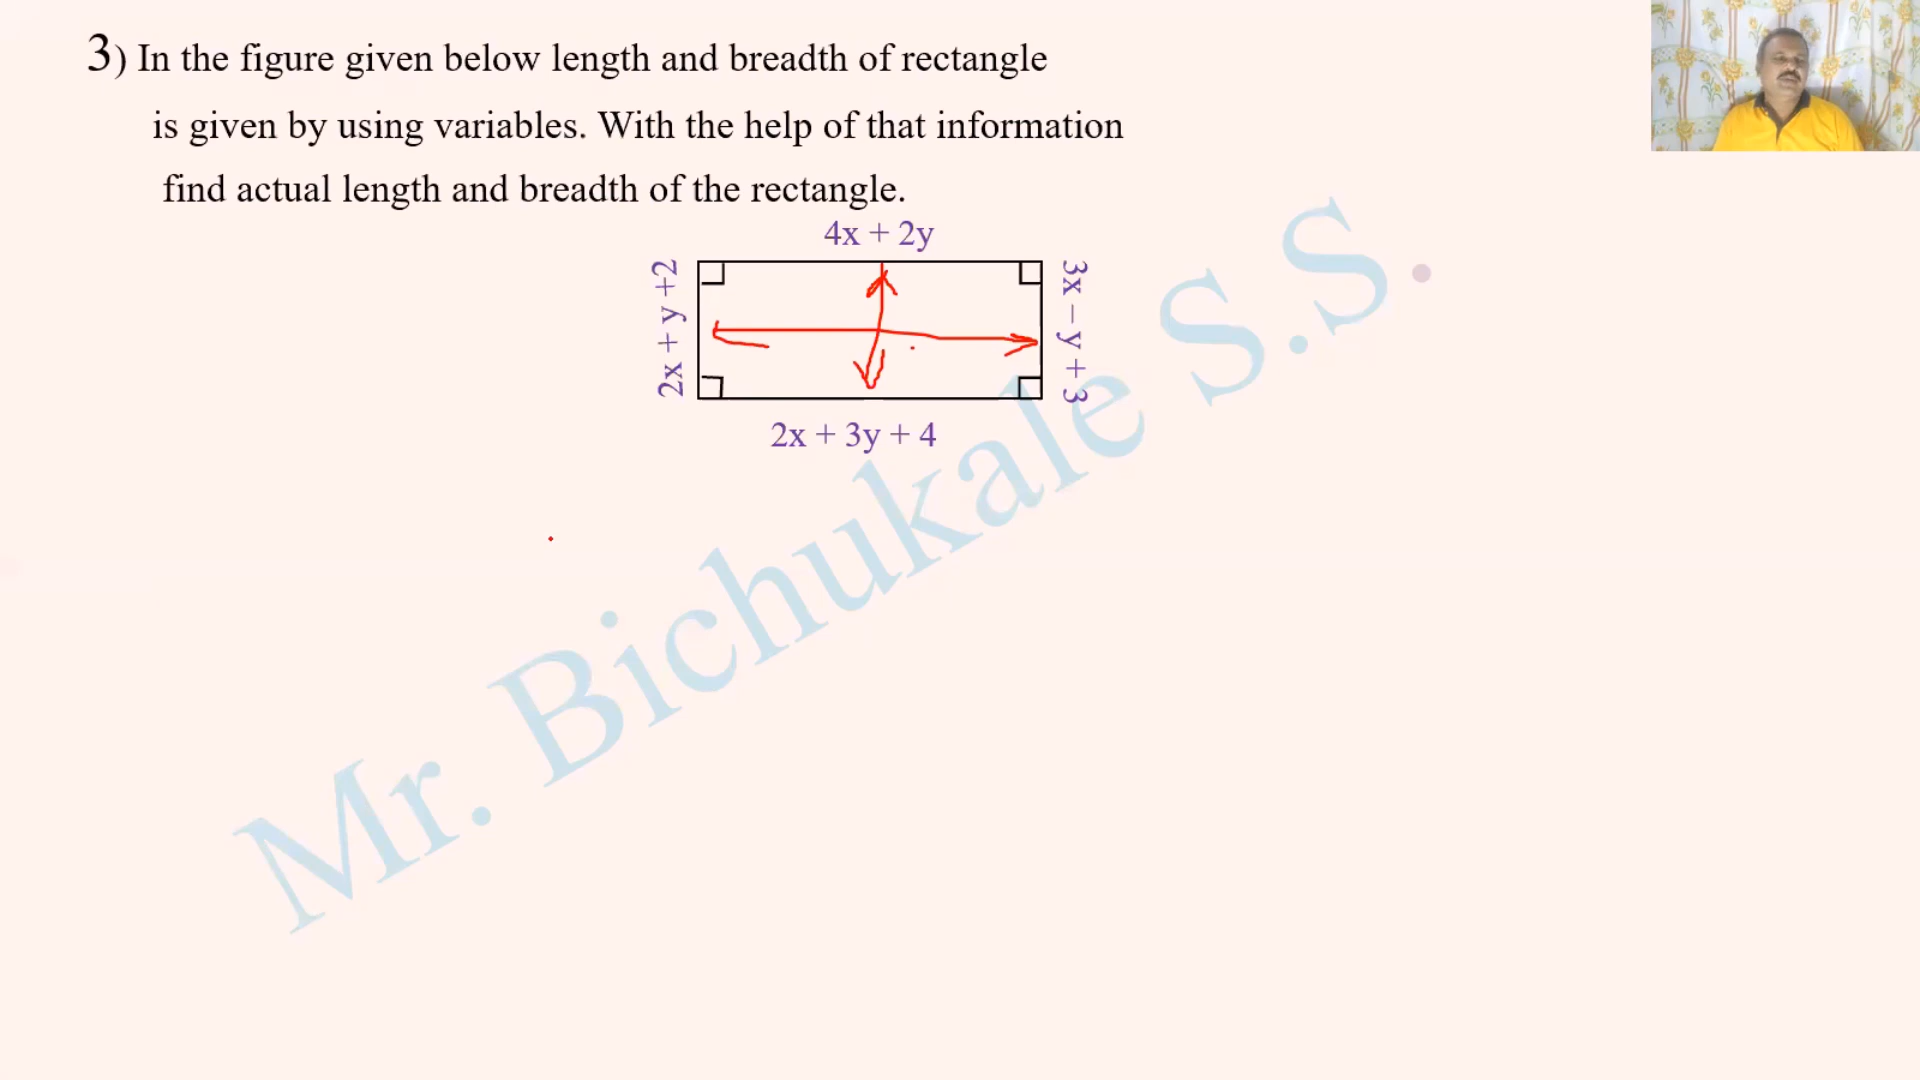 3) In the figure given below length and breadth of rectangle
is given by using variables. With the help of that information
find actual length and breadth of the rectangle.
4x + 2y
2x + y +2
3x – y + 3
2x + 3y + 4
Mr. Bichukale S.S.